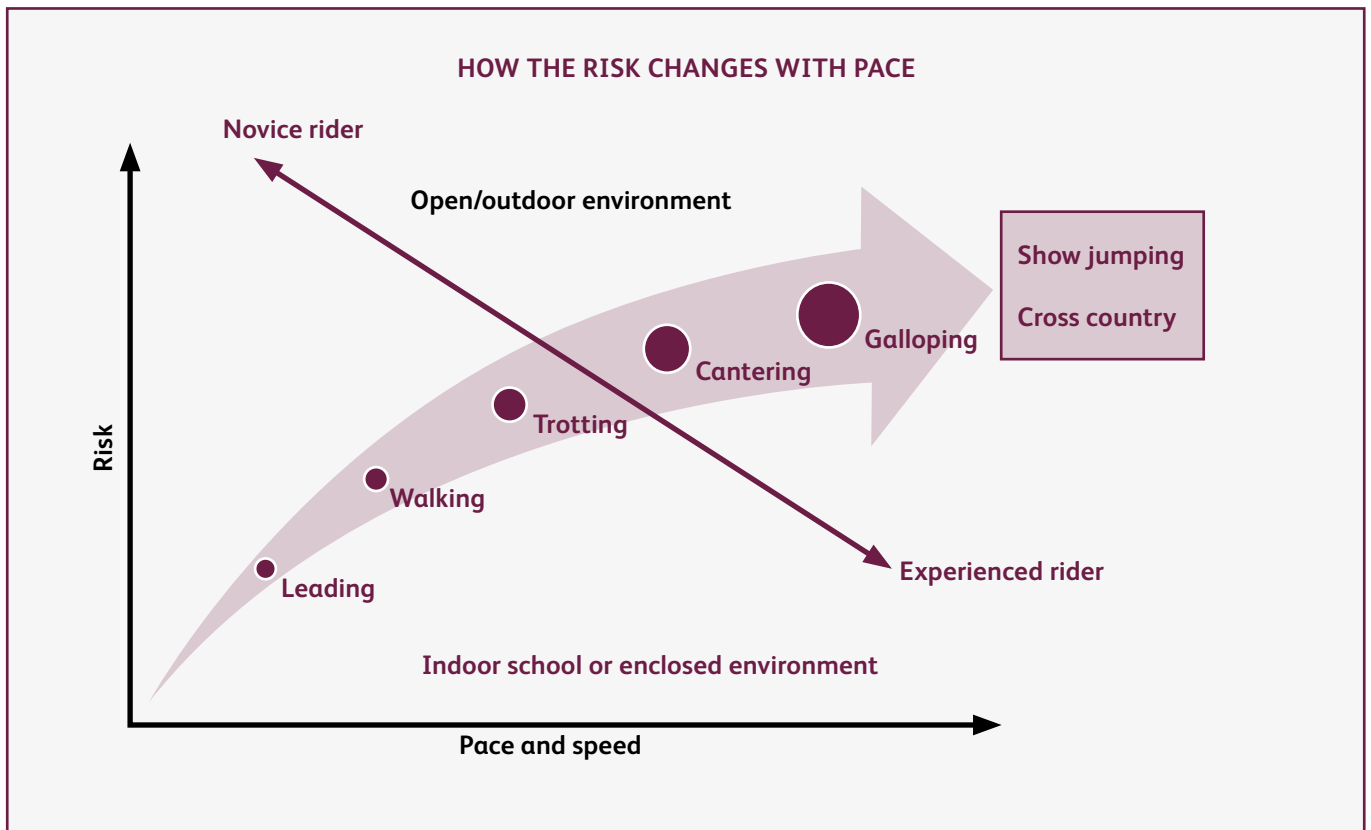 HOW THE RISK CHANGES WITH PACE
Novice rider
Open/outdoor environment
Show jumping
Cross country
Galloping
Cantering
Trotting
Risk
Walking
Experienced rider
Leading
Indoor school or enclosed environment
Pace and speed